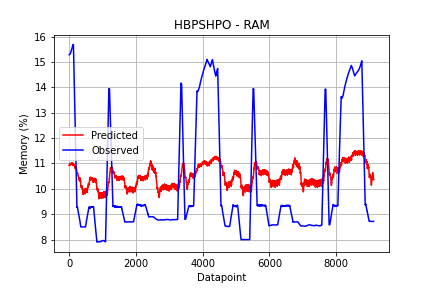 HBPSHPO - RAM
Memory (%)
16
15
14
13
12
11
10
9
8
Predicted
Observed
0
2000
4000
6000
8000
Datapoint